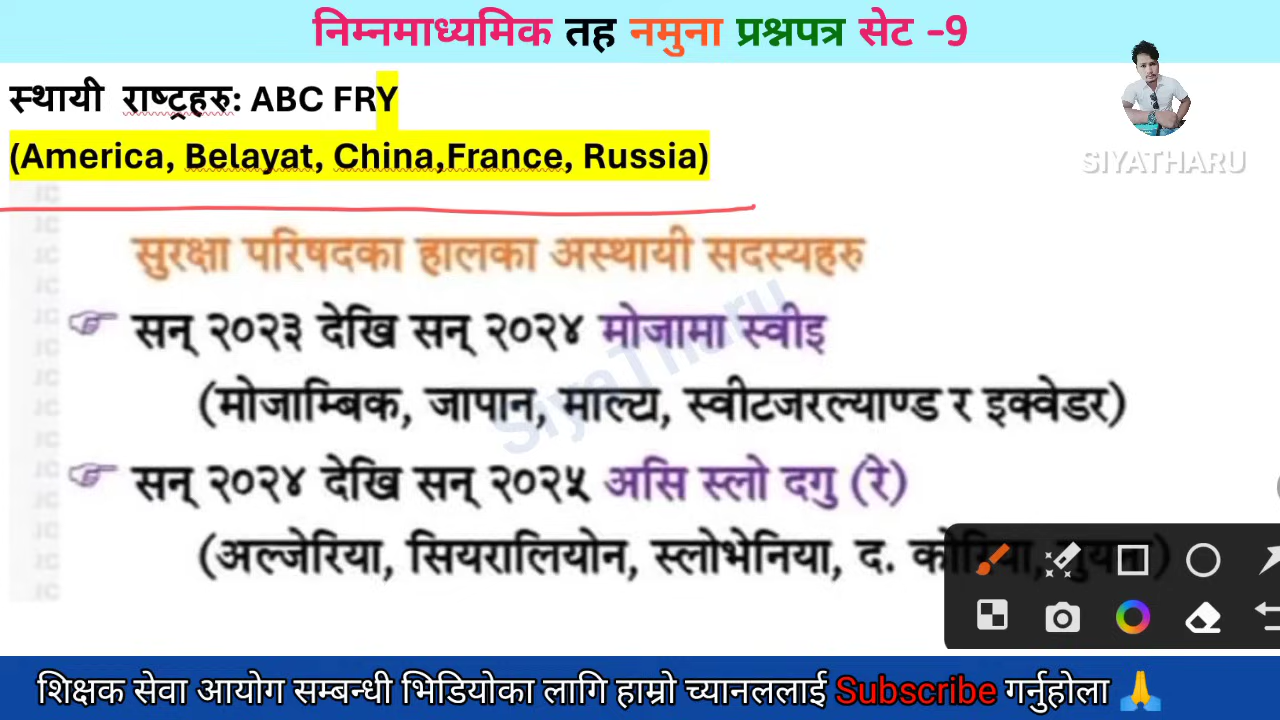 निम्नमाध्यमिक तह नमुना प्रश्नपत्र सेट -9
स्थायी राष्ट्रहरु: ABC FRY
(America, Belayat, China,France, Russia)
SIYATHARU
सुरक्षा परिषदका हालका अस्थायी सदस्यहरु
सन् २०२३ देखि सन् २०२४ मोजामा स्वीइ
(मोजाम्बिक, जापान, माल्टा, स्वीटजरल्याण्ड र इक्वेडर)
SiyaTharu
सन् २०२४ देखि सन् २०२५ असि स्लो दगु (रे)
(अल्जेरिया, सियरालियोन, स्लोभेनिया, द. कोरिया, गुयना)
शिक्षक सेवा आयोग सम्बन्धी भिडियोका लागि हाम्रो च्यानललाई Subscribe गर्नुहोला